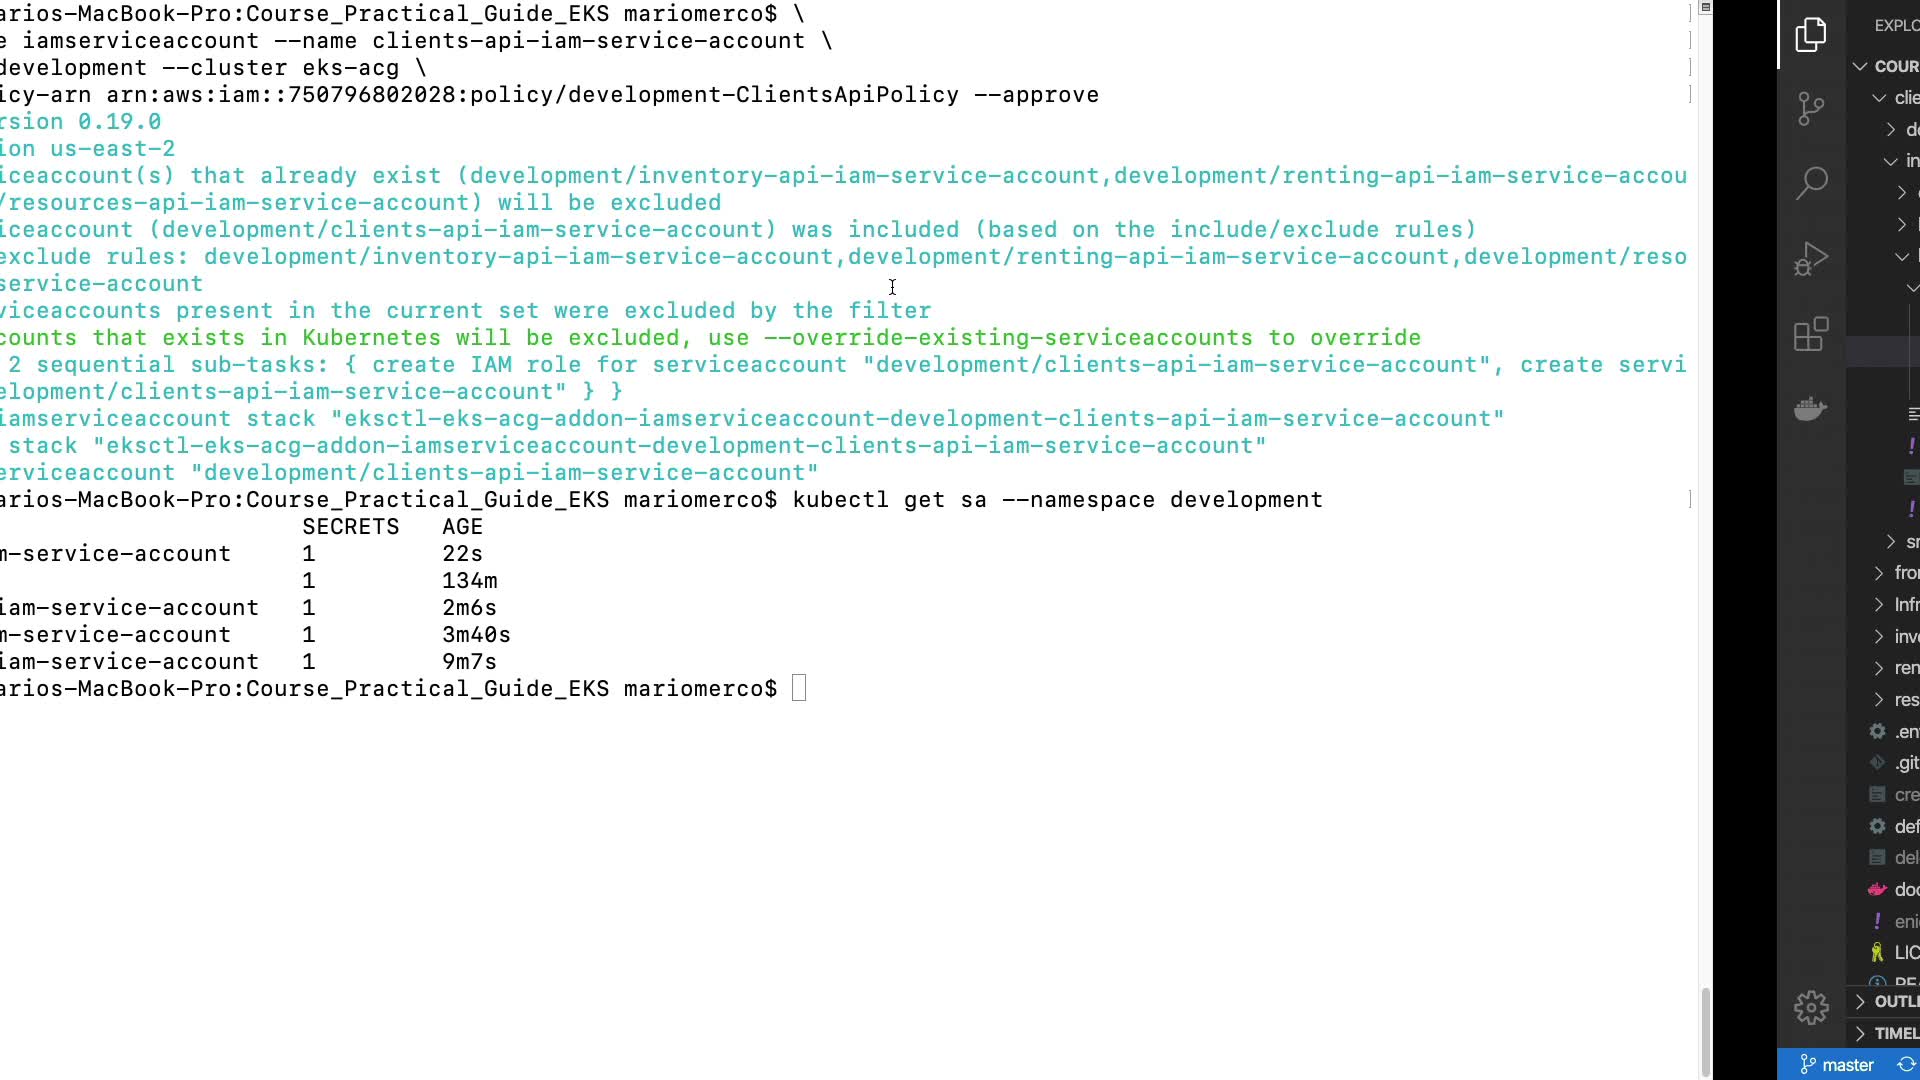 arios-MacBook-Pro:Course_Practical_Guide_EKS mariomerco$ \
e iamserviceaccount --name clients-api-iam-service-account \
development --cluster eks-acg \
icy-arn arn:aws:iam::750796802028:policy/development-ClientsApiPolicy --approve
rsion 0.19.0
ion us-east-2
iceaccount(s) that already exist (development/inventory-api-iam-service-account,development/renting-api-iam-service-accou
/resources-api-iam-service-account) will be excluded
iceaccount (development/clients-api-iam-service-account) was included (based on the include/exclude rules)
exclude rules: development/inventory-api-iam-service-account,development/renting-api-iam-service-account,development/reso
service-account
viceaccounts present in the current set were excluded by the filter
counts that exists in Kubernetes will be excluded, use --override-existing-serviceaccounts to override
2 sequential sub-tasks: { create IAM role for serviceaccount "development/clients-api-iam-service-account", create servi
elopment/clients-api-iam-service-account" } }
iamserviceaccount stack "eksctl-eks-acg-addon-iamserviceaccount-development-clients-api-iam-service-account"
stack "eksctl-eks-acg-addon-iamserviceaccount-development-clients-api-iam-service-account"
erviceaccount "development/clients-api-iam-service-account"
arios-MacBook-Pro:Course_Practical_Guide_EKS mariomerco$ kubectl get sa --namespace development
SECRETS AGE
m-service-account 1 22s
1 134m
iam-service-account 1 2m6s
m-service-account 1 3m40s
iam-service-account 1 9m7s
arios-MacBook-Pro:Course_Practical_Guide_EKS mariomerco$
EXPLO
COUR
clie
de
in
sr
fron
Infr
inve
ren
res
.env
.git
cre
def
del
doc
eni
LIC
REA
OUTLI
TIMEL
master